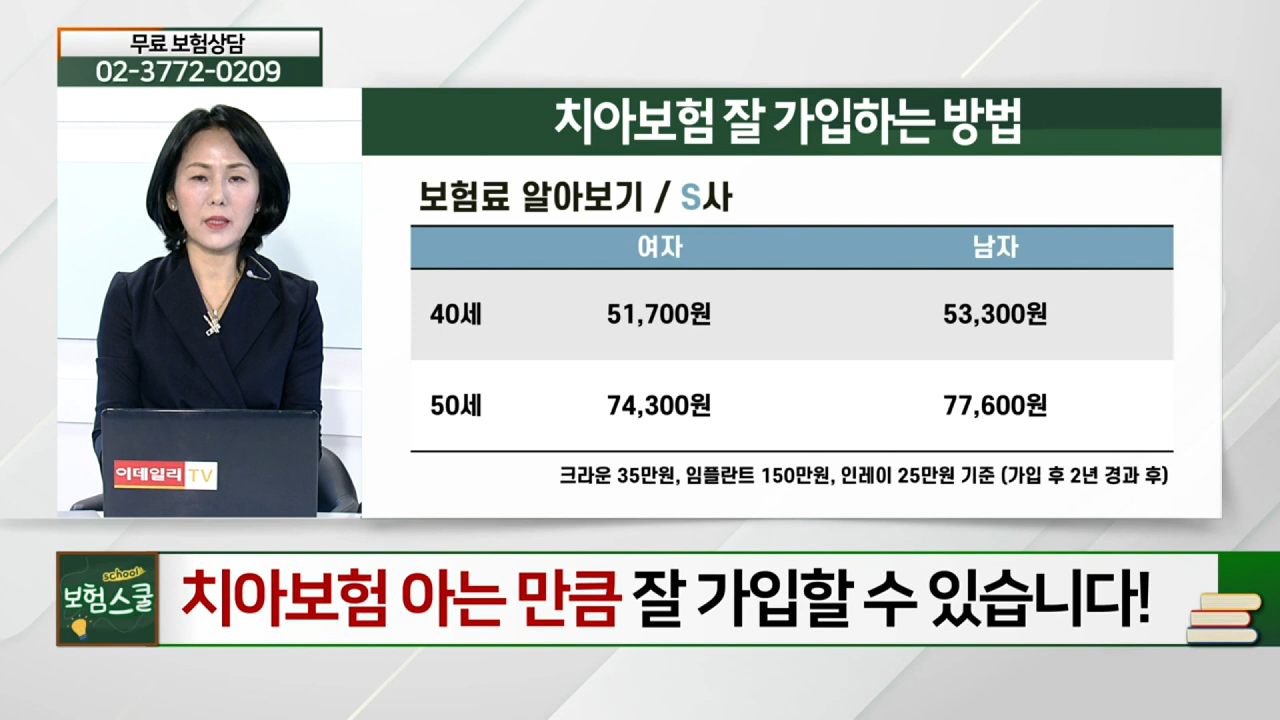 무료 보험상담
02-3772-0209
치아보험 잘 가입하는 방법
보험료 알아보기 / S사
여자 남자
40세 51,700원 53,300원
50세 74,300원 77,600원
크라운 35만원, 임플란트 150만원, 인레이 25만원 기준 (가입 후 2년 경과 후)
이데일리 TV
school
보험스쿨
치아보험 아는 만큼 잘 가입할 수 있습니다!